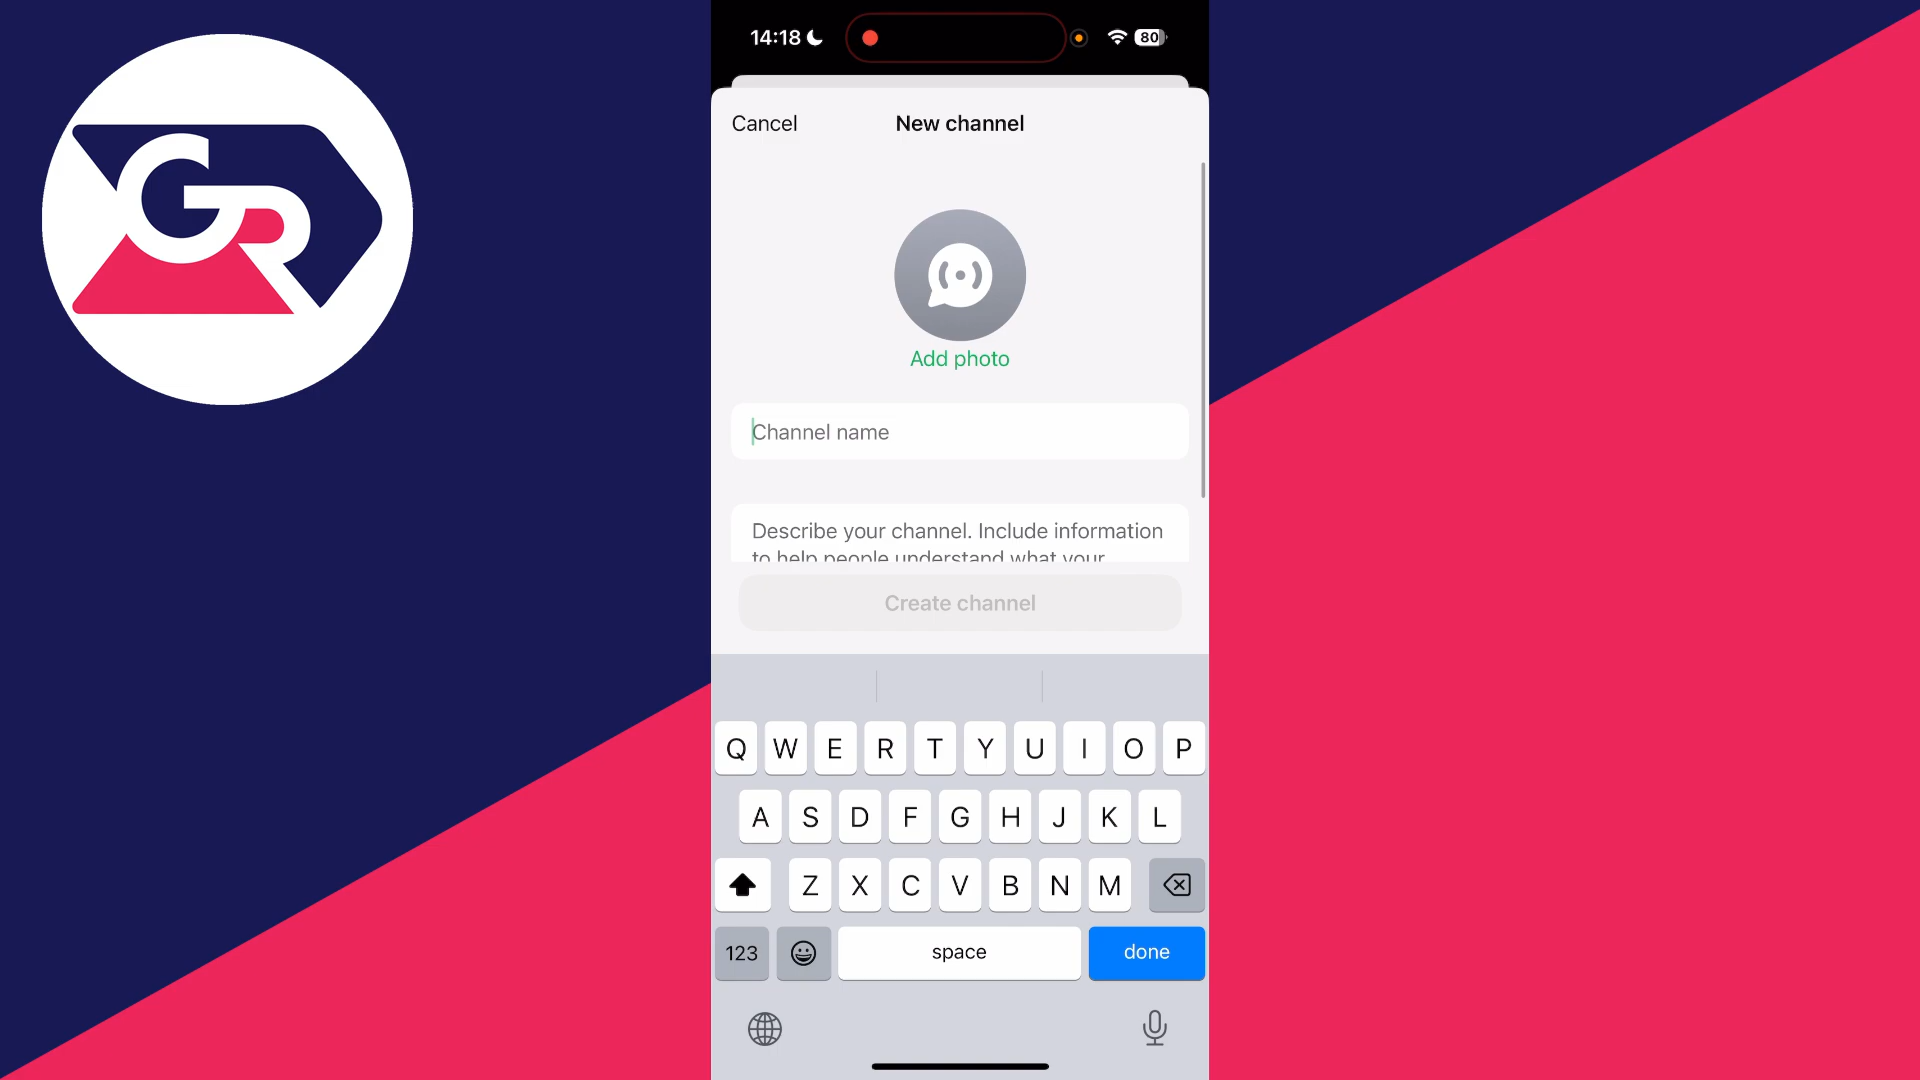 GR
14:18
80
Cancel
New channel
Add photo
Channel name
Describe your channel. Include information
to help people understand what your
Create channel
Q W E R T Y U I O P
A S D F G H J K L
Z X C V B N M
123
space
done